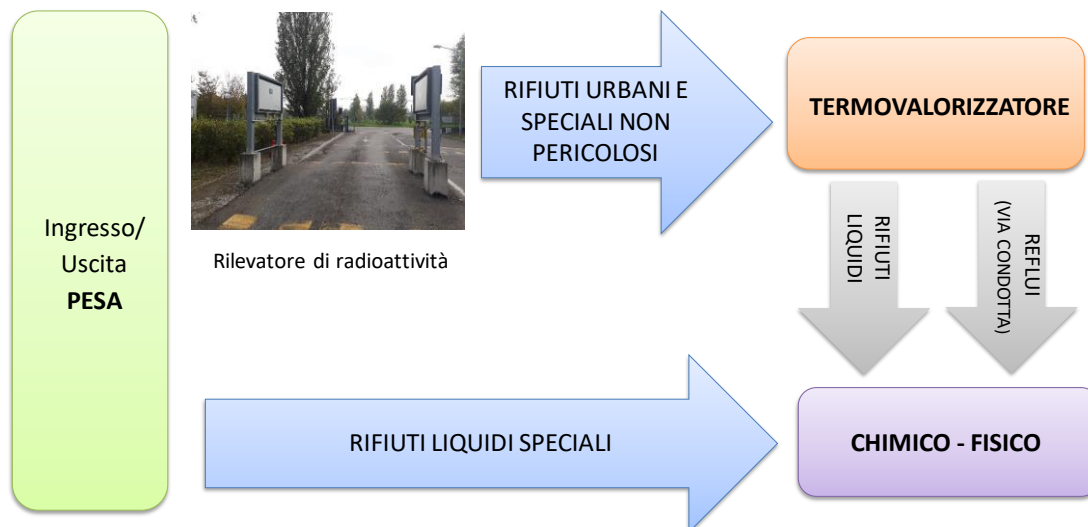 Ingresso/
Uscita
PESA
Rilevatore di radioattività
RIFIUTI URBANI E
SPECIALI NON
PERICOLOSI
TERMOVALORIZZATORE
RIFIUTI
LIQUIDI
REFLUI
(VIA CONDOTTA)
RIFIUTI LIQUIDI SPECIALI
CHIMICO - FISICO